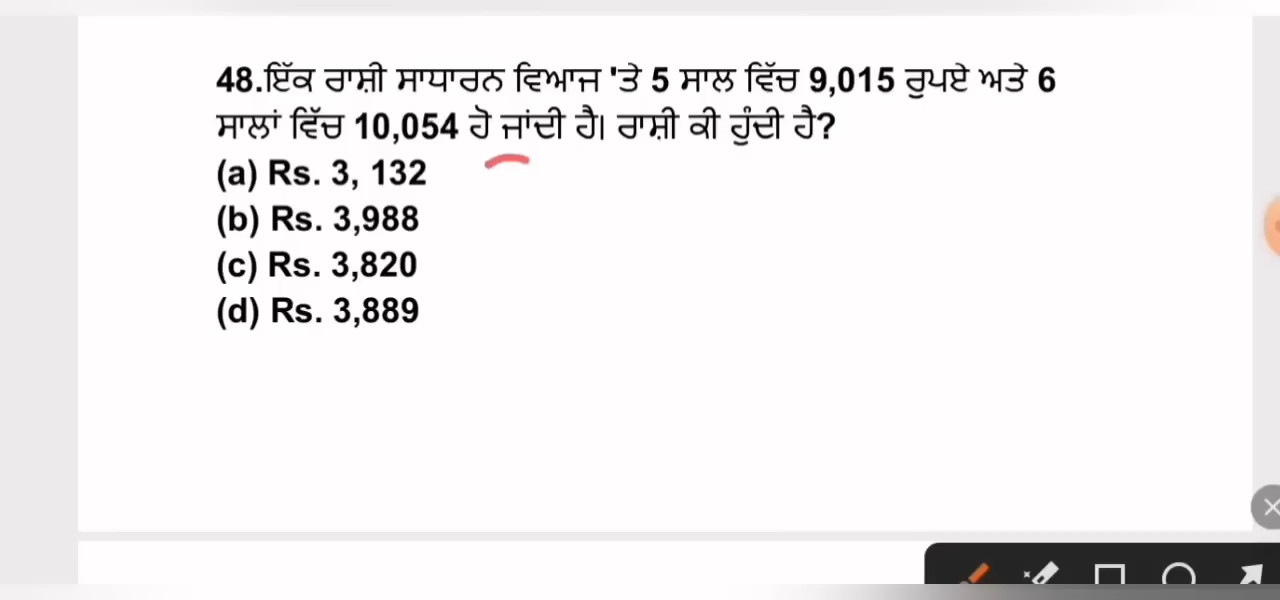 48.ਇੱਕ ਰਾਸ਼ੀ ਸਾਧਾਰਨ ਵਿਆਜ 'ਤੇ 5 ਸਾਲ ਵਿੱਚ 9,015 ਰੁਪਏ ਅਤੇ 6
ਸਾਲਾਂ ਵਿੱਚ 10,054 ਹੋ ਜਾਂਦੀ ਹੈ। ਰਾਸ਼ੀ ਕੀ ਹੁੰਦੀ ਹੈ?
(a) Rs. 3, 132
(b) Rs. 3,988
(c) Rs. 3,820
(d) Rs. 3,889